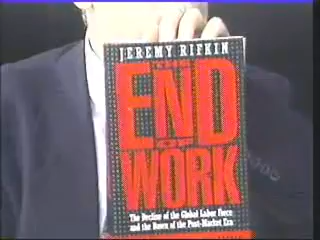 JEREMY RIFKIN
THE
END
OF
WORK
The Decline of the Global Labor Force
and the Dawn of the Post-Market Era